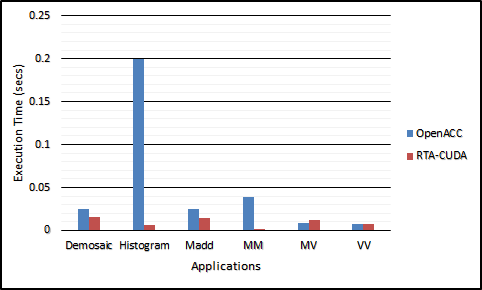 0.25
0.2
0.15
0.1
0.05
0
Execution Time (secs)
Demosaic Histogram Madd MM MV VV
Applications
OpenACC
RTA-CUDA